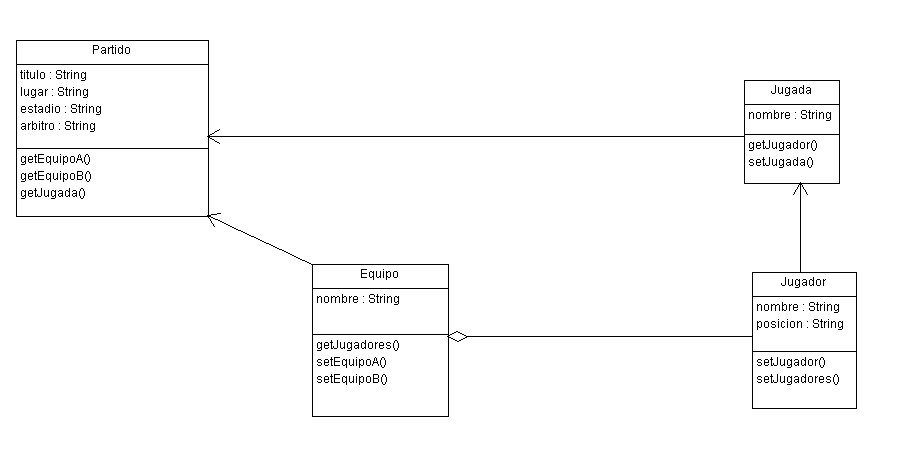 Partido
titulo : String
lugar : String
estadio : String
arbitro : String
getEquipoA()
getEquipoB()
getJugada()
Jugada
nombre : String
getJugador()
setJugada()
Equipo
nombre : String
getJugadores()
setEquipoA()
setEquipoB()
Jugador
nombre : String
posicion : String
setJugador()
setJugadores()